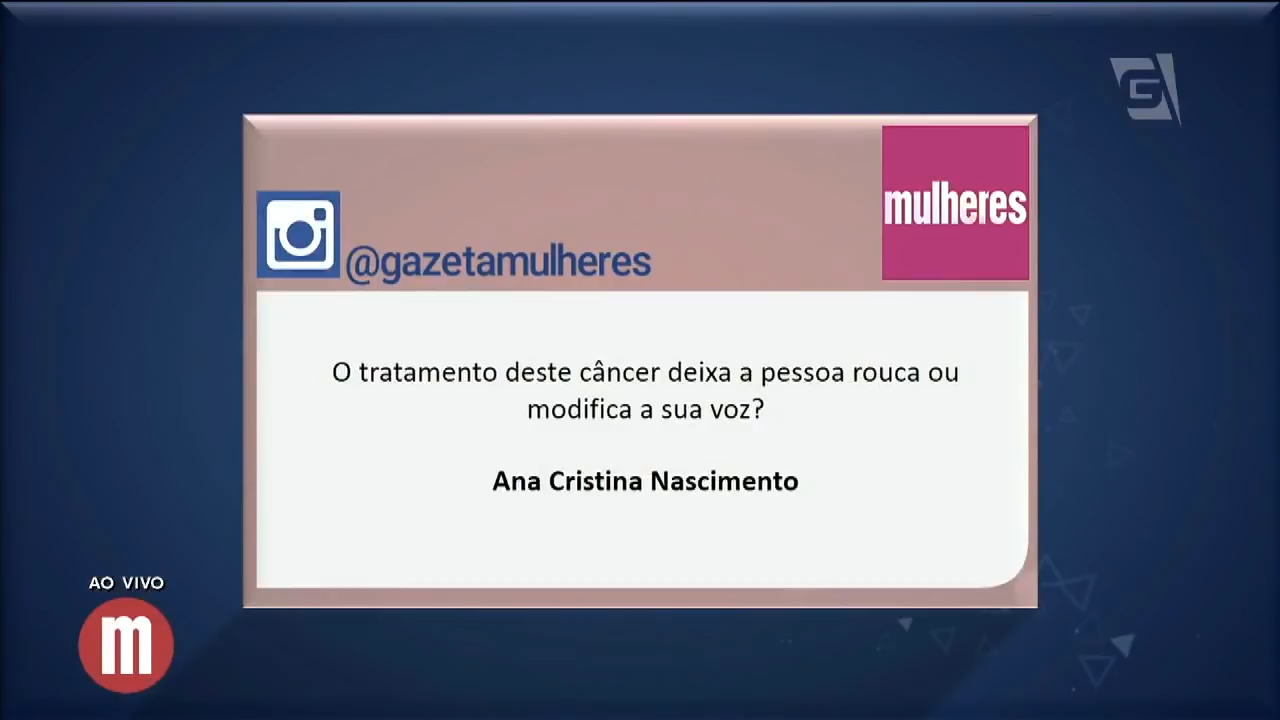 mulheres
@gazetamulheres
O tratamento deste câncer deixa a pessoa rouca ou
modifica a sua voz?
Ana Cristina Nascimento
AO VIVO
m
G